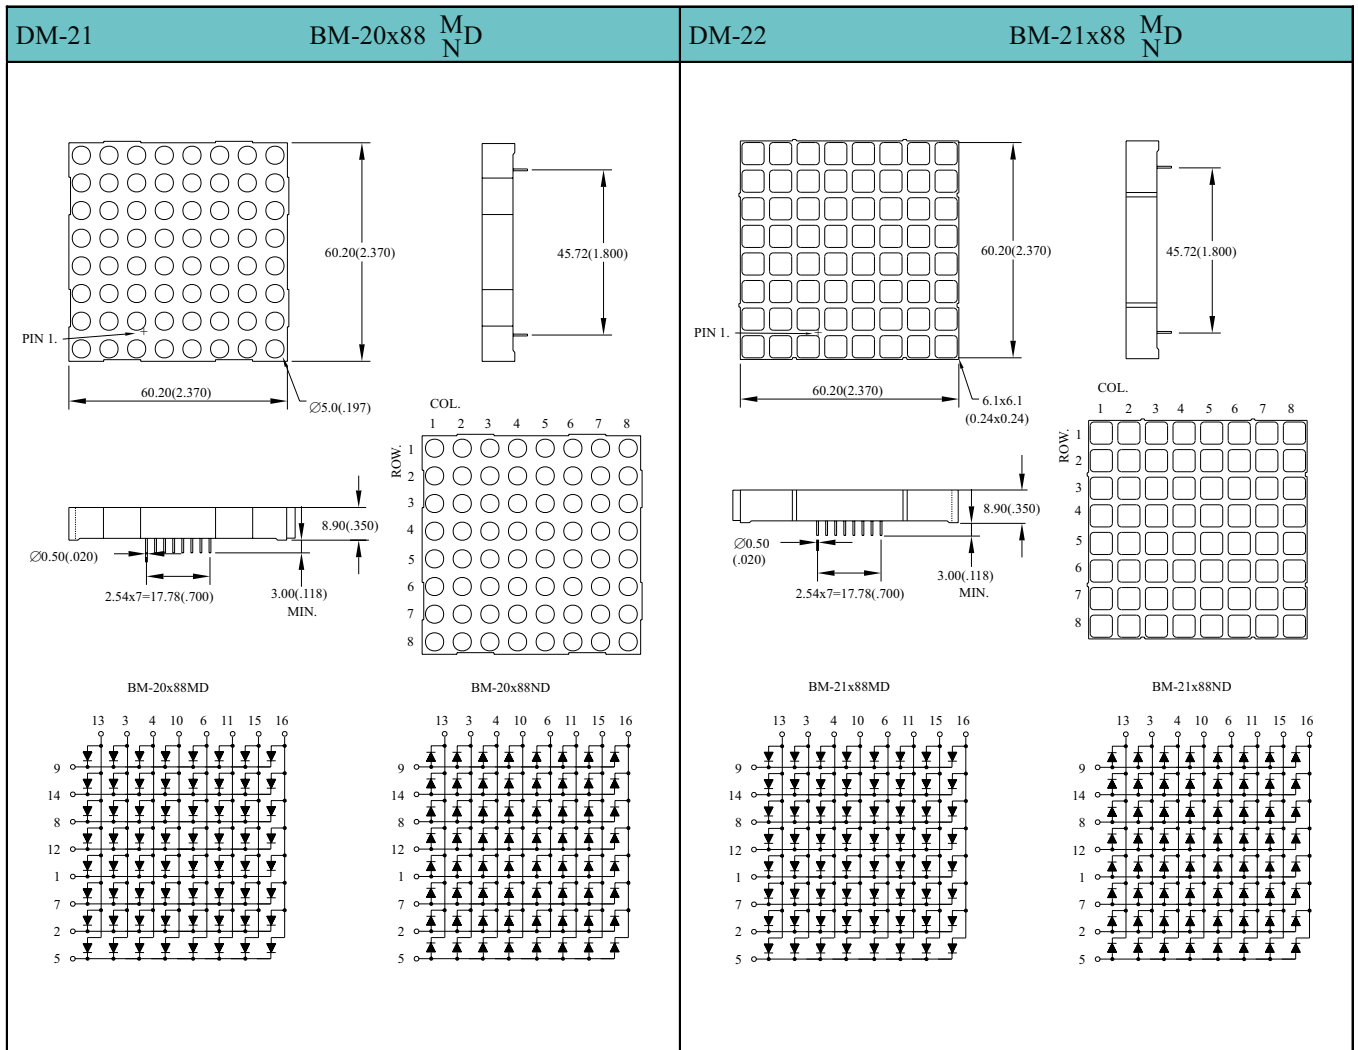 DM-21 BM-20x88 M/N D
DM-22 BM-21x88 M/N D
60.20(2.370)
45.72(1.800)
PIN 1.
60.20(2.370)
∅5.0(.197)
COL.
1 2 3 4 5 6 7 8
ROW.
1
2
3
4
5
6
7
8
8.90(.350)
∅0.50(.020)
2.54x7=17.78(.700)
3.00(.118)
MIN.
BM-20x88MD
13 3 4 10 6 11 15 16
9
14
8
12
1
7
2
5
BM-20x88ND
13 3 4 10 6 11 15 16
9
14
8
12
1
7
2
5
60.20(2.370)
45.72(1.800)
PIN 1.
60.20(2.370)
6.1x6.1
(0.24x0.24)
COL.
1 2 3 4 5 6 7 8
ROW.
1
2
3
4
5
6
7
8
8.90(.350)
∅0.50
(.020)
2.54x7=17.78(.700)
3.00(.118)
MIN.
BM-21x88MD
13 3 4 10 6 11 15 16
9
14
8
12
1
7
2
5
BM-21x88ND
13 3 4 10 6 11 15 16
9
14
8
12
1
7
2
5